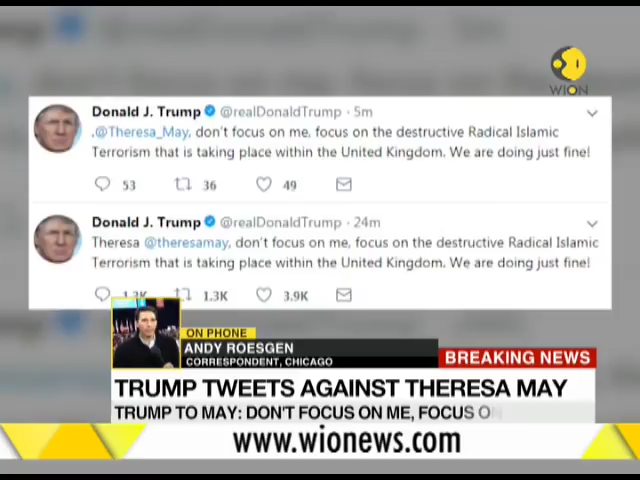 WION
Donald J. Trump @realDonaldTrump · 5m
.@Theresa_May, don't focus on me, focus on the destructive Radical Islamic
Terrorism that is taking place within the United Kingdom. We are doing just fine!
53 36 49
Donald J. Trump @realDonaldTrump · 24m
Theresa @theresamay, don't focus on me, focus on the destructive Radical Islamic
Terrorism that is taking place within the United Kingdom. We are doing just fine!
1.3K 3.9K
ON PHONE
ANDY ROESGEN
CORRESPONDENT, CHICAGO
BREAKING NEWS
TRUMP TWEETS AGAINST THERESA MAY
TRUMP TO MAY: DON'T FOCUS ON ME, FOCUS
www.wionews.com